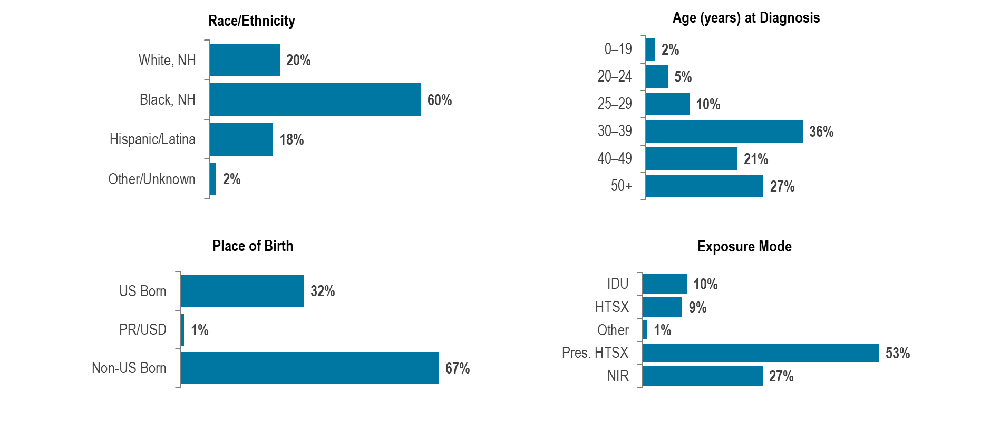 Race/Ethnicity
White, NH 20%
Black, NH 60%
Hispanic/Latina 18%
Other/Unknown 2%
Age (years) at Diagnosis
0–19 2%
20–24 5%
25–29 10%
30–39 36%
40–49 21%
50+ 27%
Place of Birth
US Born 32%
PR/USD 1%
Non-US Born 67%
Exposure Mode
IDU 10%
HTSX 9%
Other 1%
Pres. HTSX 53%
NIR 27%